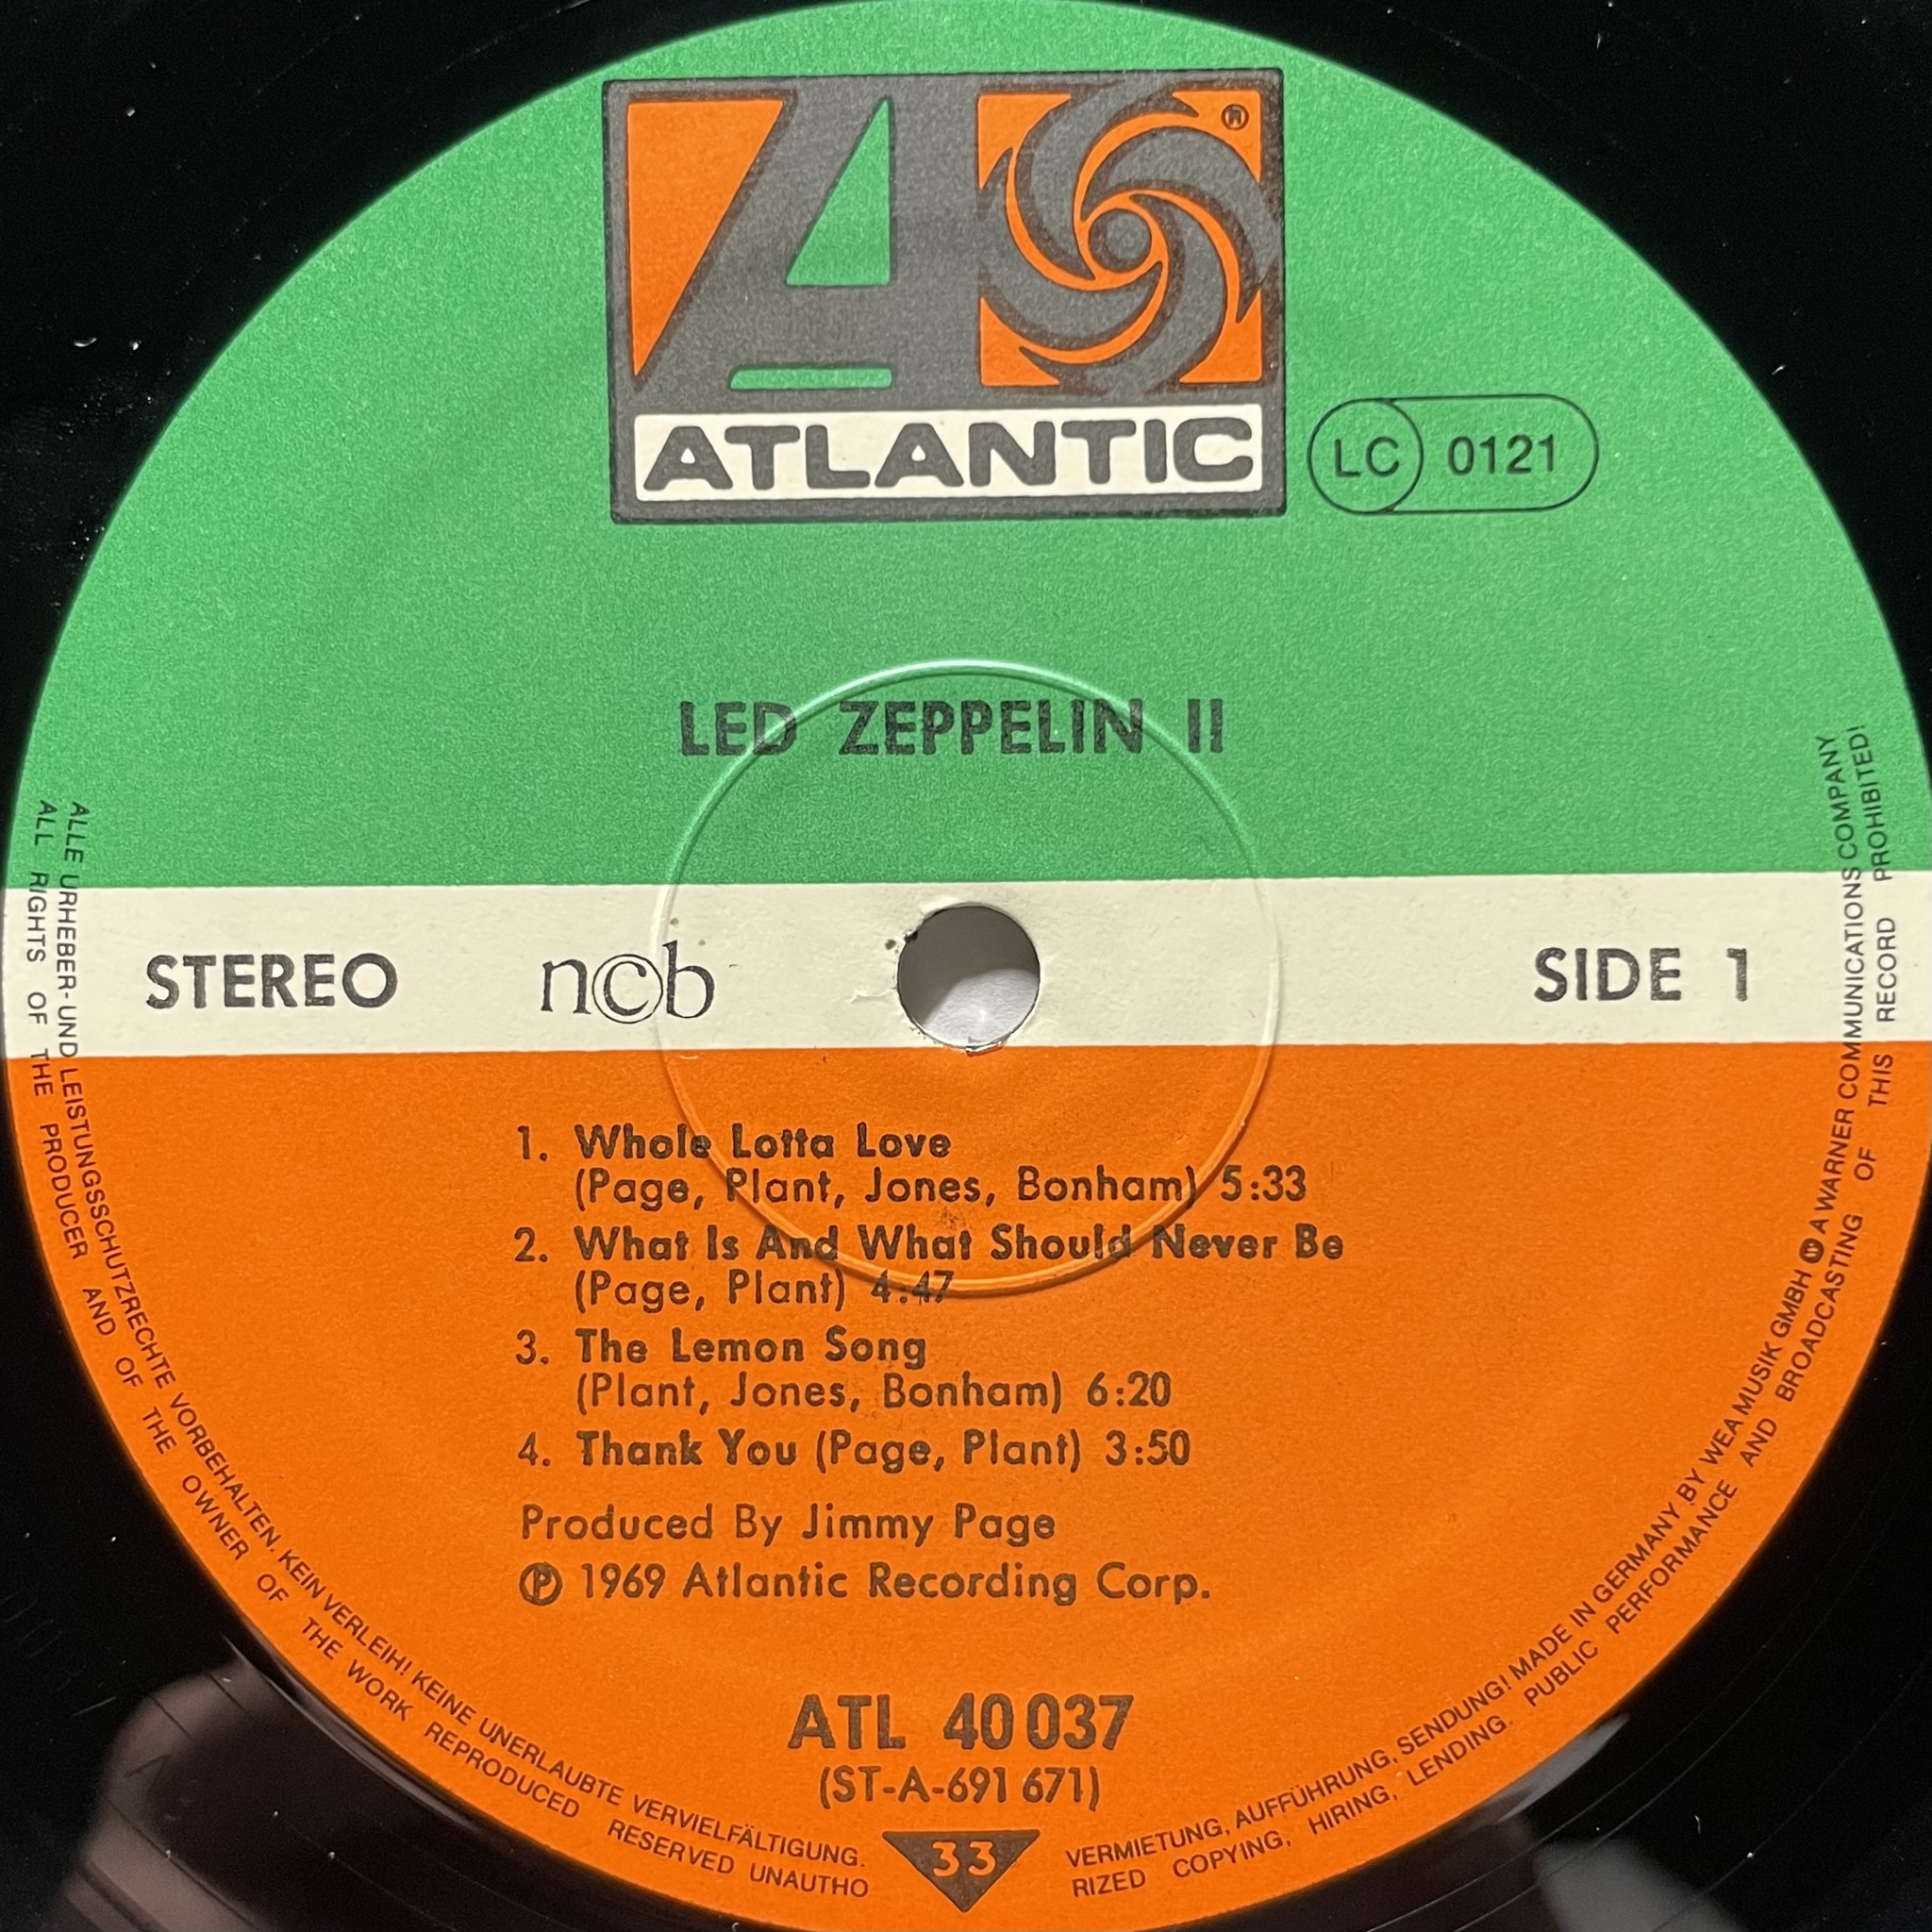 ATLANTIC
®
LC 0121
LED ZEPPELIN II
STEREO n©b SIDE 1
1. Whole Lotta Love
(Page, Plant, Jones, Bonham) 5:33
2. What Is And What Should Never Be
(Page, Plant) 4:47
3. The Lemon Song
(Plant, Jones, Bonham) 6:20
4. Thank You (Page, Plant) 3:50
Produced By Jimmy Page
℗ 1969 Atlantic Recording Corp.
ATL 40 037
(ST-A-691 671)
33
ALLE URHEBER- UND LEISTUNGSSCHUTZRECHTE VORBEHALTEN. KEIN VERLEIH! KEINE UNERLAUBTE VERVIELFÄLTIGUNG. VERMIETUNG, AUFFÜHRUNG, SENDUNG! MADE IN GERMANY BY WEA MUSIK GMBH A WARNER COMMUNICATIONS COMPANY
ALL RIGHTS OF THE PRODUCER AND OF THE OWNER OF THE WORK REPRODUCED RESERVED UNAUTHORIZED COPYING, HIRING, LENDING. PUBLIC PERFORMANCE AND BROADCASTING OF THIS RECORD PROHIBITED!